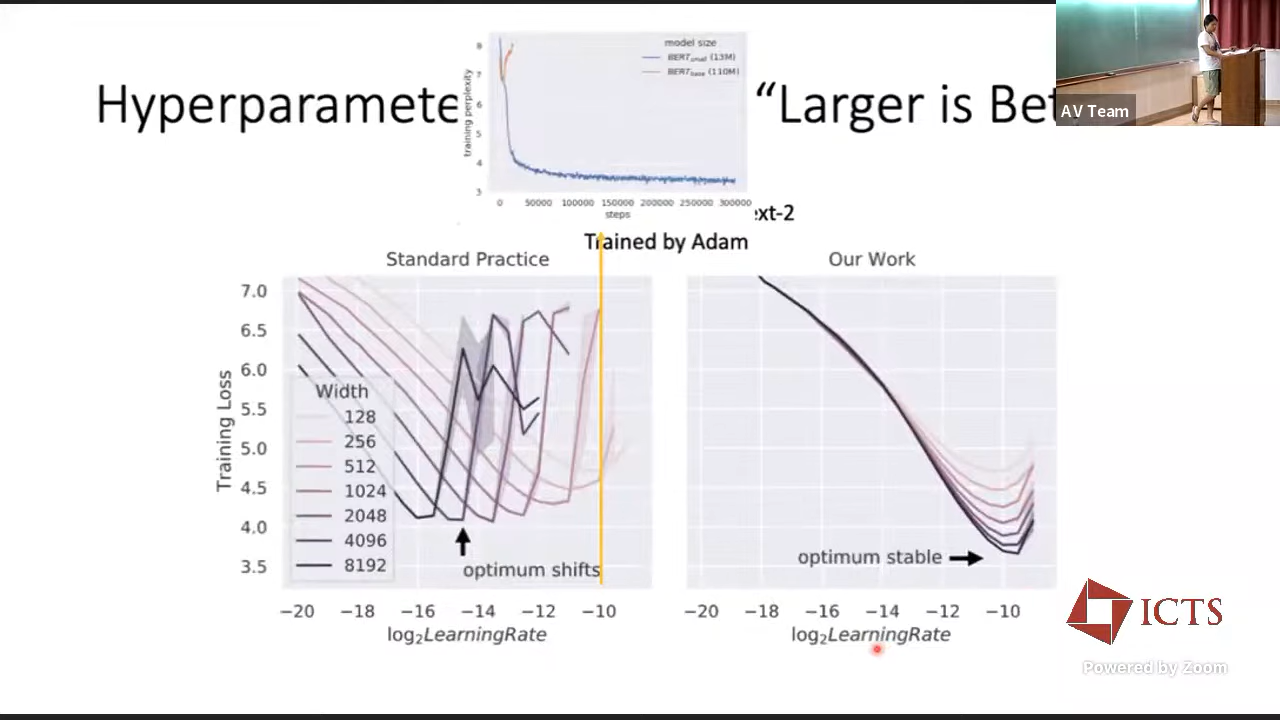 Hyperparamete
"Larger is Bet
AV Team
model size
BERT_small (13M)
BERT_base (110M)
training perplexity
8
7
6
5
4
3
0 50000 100000 150000 200000 250000 300000
steps
ext-2
Trained by Adam
Standard Practice
Training Loss
7.0
6.5
6.0
5.5
5.0
4.5
4.0
3.5
Width
128
256
512
1024
2048
4096
8192
optimum shifts
−20 −18 −16 −14 −12 −10
log₂LearningRate
Our Work
optimum stable
−20 −18 −16 −14 −12 −10
log₂LearningRate
ICTS
Powered by Zoom